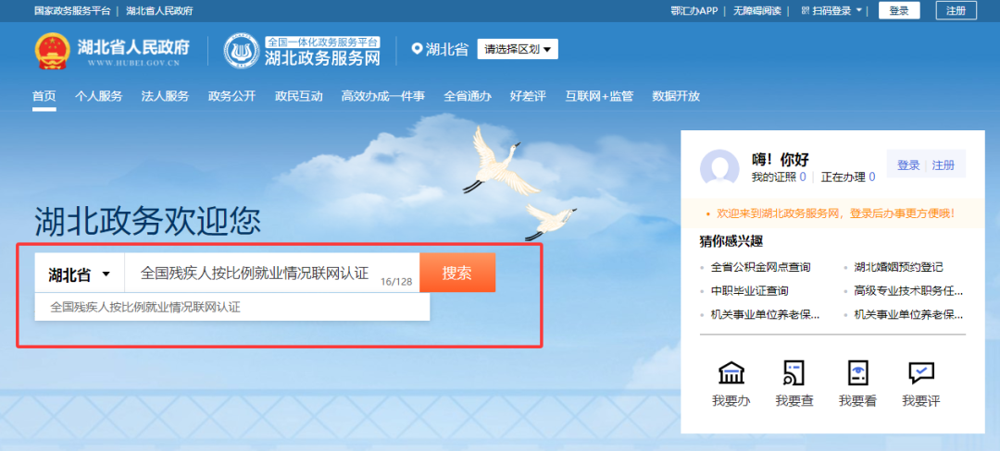 国家政务服务平台 | 湖北省人民政府
鄂汇办APP | 无障碍阅读 | 扫码登录 | 登录 注册
湖北省人民政府
WWW.HUBEI.GOV.CN
全国一体化政务服务平台
湖北政务服务网
湖北省 请选择区划
首页 个人服务 法人服务 政务公开 政民互动 高效办成一件事 全省通办 好差评 互联网+监管 数据开放
湖北政务欢迎您
湖北省 全国残疾人按比例就业情况联网认证 16/128 搜索
全国残疾人按比例就业情况联网认证
嗨！你好
登录 | 注册
我的证照 0 | 正在办理 0
欢迎来到湖北政务服务网，登录后办事更方便哦！
猜你感兴趣
全省公积金网点查询 湖北婚姻预约登记
中职毕业证查询 高级专业技术职务任...
机关事业单位养老保... 机关事业单位养老保...
我要办 我要查 我要看 我要评